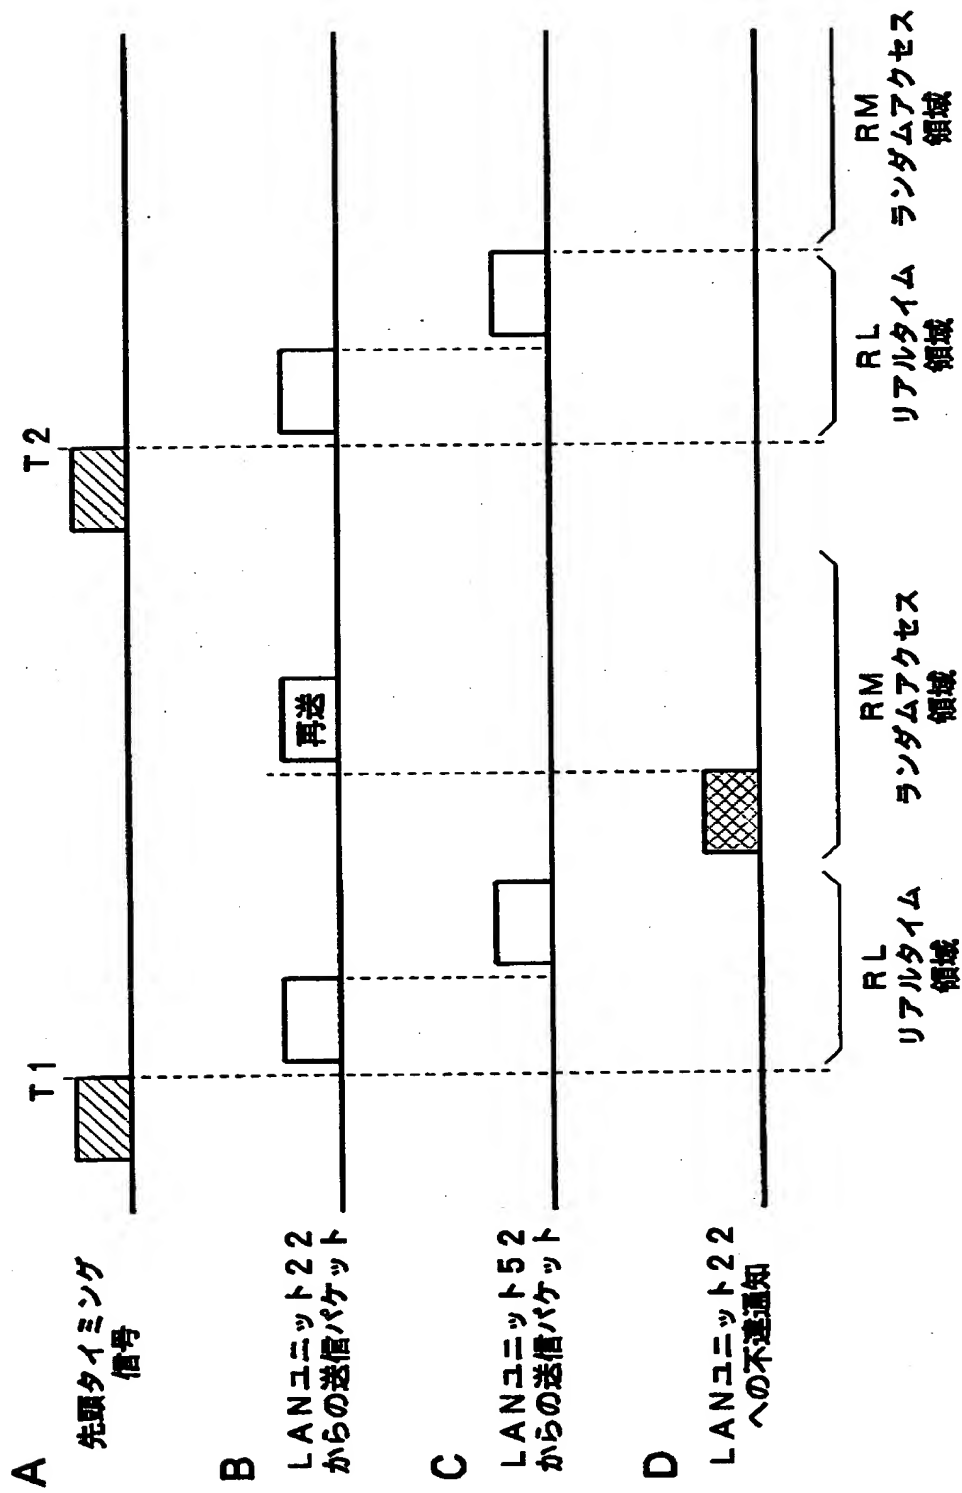 A
先頭タイミング
信号
T1
T2
B
LANユニット22
からの送信パケット
再送
C
LANユニット52
からの送信パケット
D
LANユニット22
への不達通知
RL
リアルタイム
領域
RM
ランダムアクセス
領域
RL
リアルタイム
領域
RM
ランダムアクセス
領域